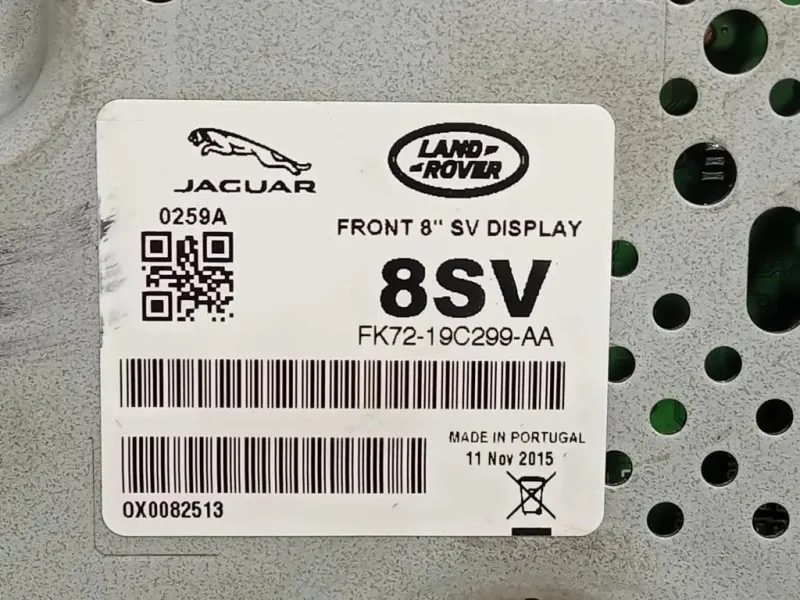 JAGUAR
LAND
ROVER
0259A
FRONT 8" SV DISPLAY
8SV
FK72-19C299-AA
MADE IN PORTUGAL
11 Nov 2015
0X0082513